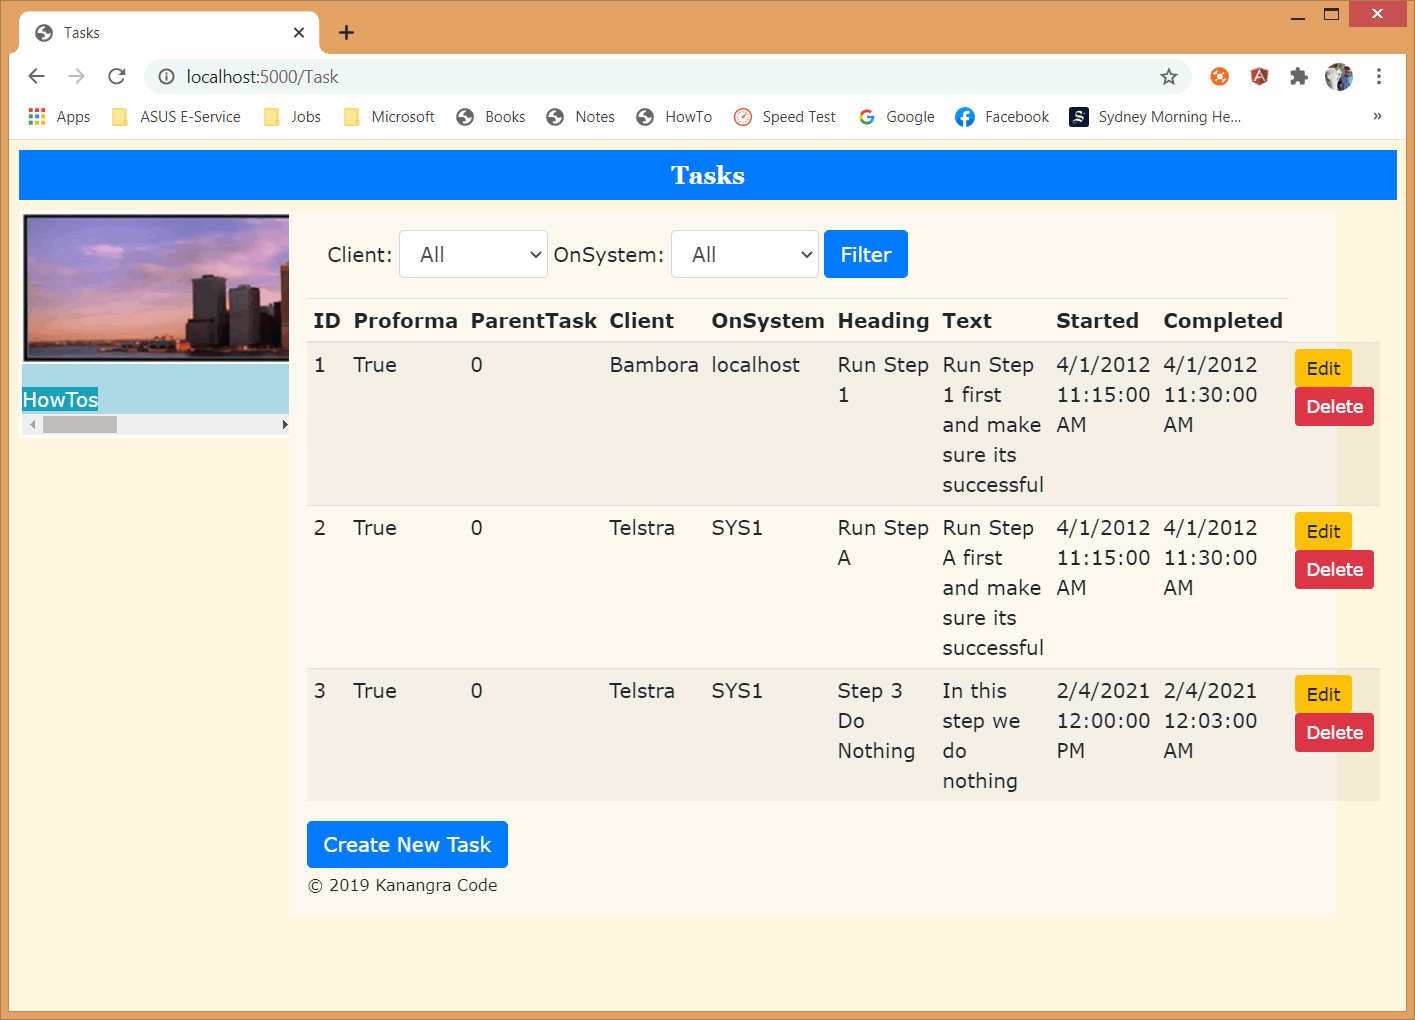 Tasks
localhost:5000/Task
Apps ASUS E-Service Jobs Microsoft Books Notes HowTo Speed Test Google Facebook Sydney Morning He... »
Tasks
HowTos
Client: All OnSystem: All Filter
ID Proforma ParentTask Client OnSystem Heading Text Started Completed
1 True 0 Bambora localhost Run Step Run Step 4/1/2012 4/1/2012 Edit
1 1 first 11:15:00 11:30:00 Delete
and make AM AM
sure its
successful
2 True 0 Telstra SYS1 Run Step Run Step 4/1/2012 4/1/2012 Edit
A A first 11:15:00 11:30:00 Delete
and make AM AM
sure its
successful
3 True 0 Telstra SYS1 Step 3 In this 2/4/2021 2/4/2021 Edit
Do step we 12:00:00 12:03:00 Delete
Nothing do PM AM
nothing
Create New Task
© 2019 Kanangra Code